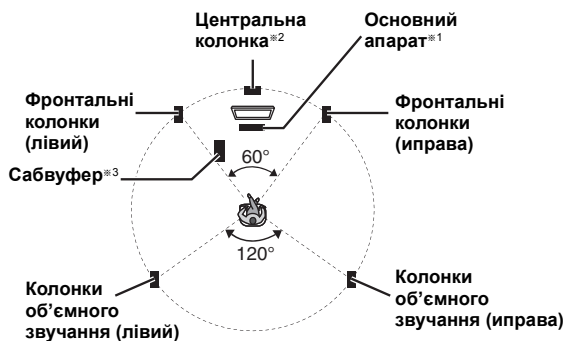 Центральна
колонка※2
Основний
апарат※1
Фронтальні
колонки
(лівий)
Фронтальні
колонки
(иправа)
Сабвуфер※3
60°
120°
Колонки
об’ємного
звучання (лівий)
Колонки
об’ємного
звучання (иправа)